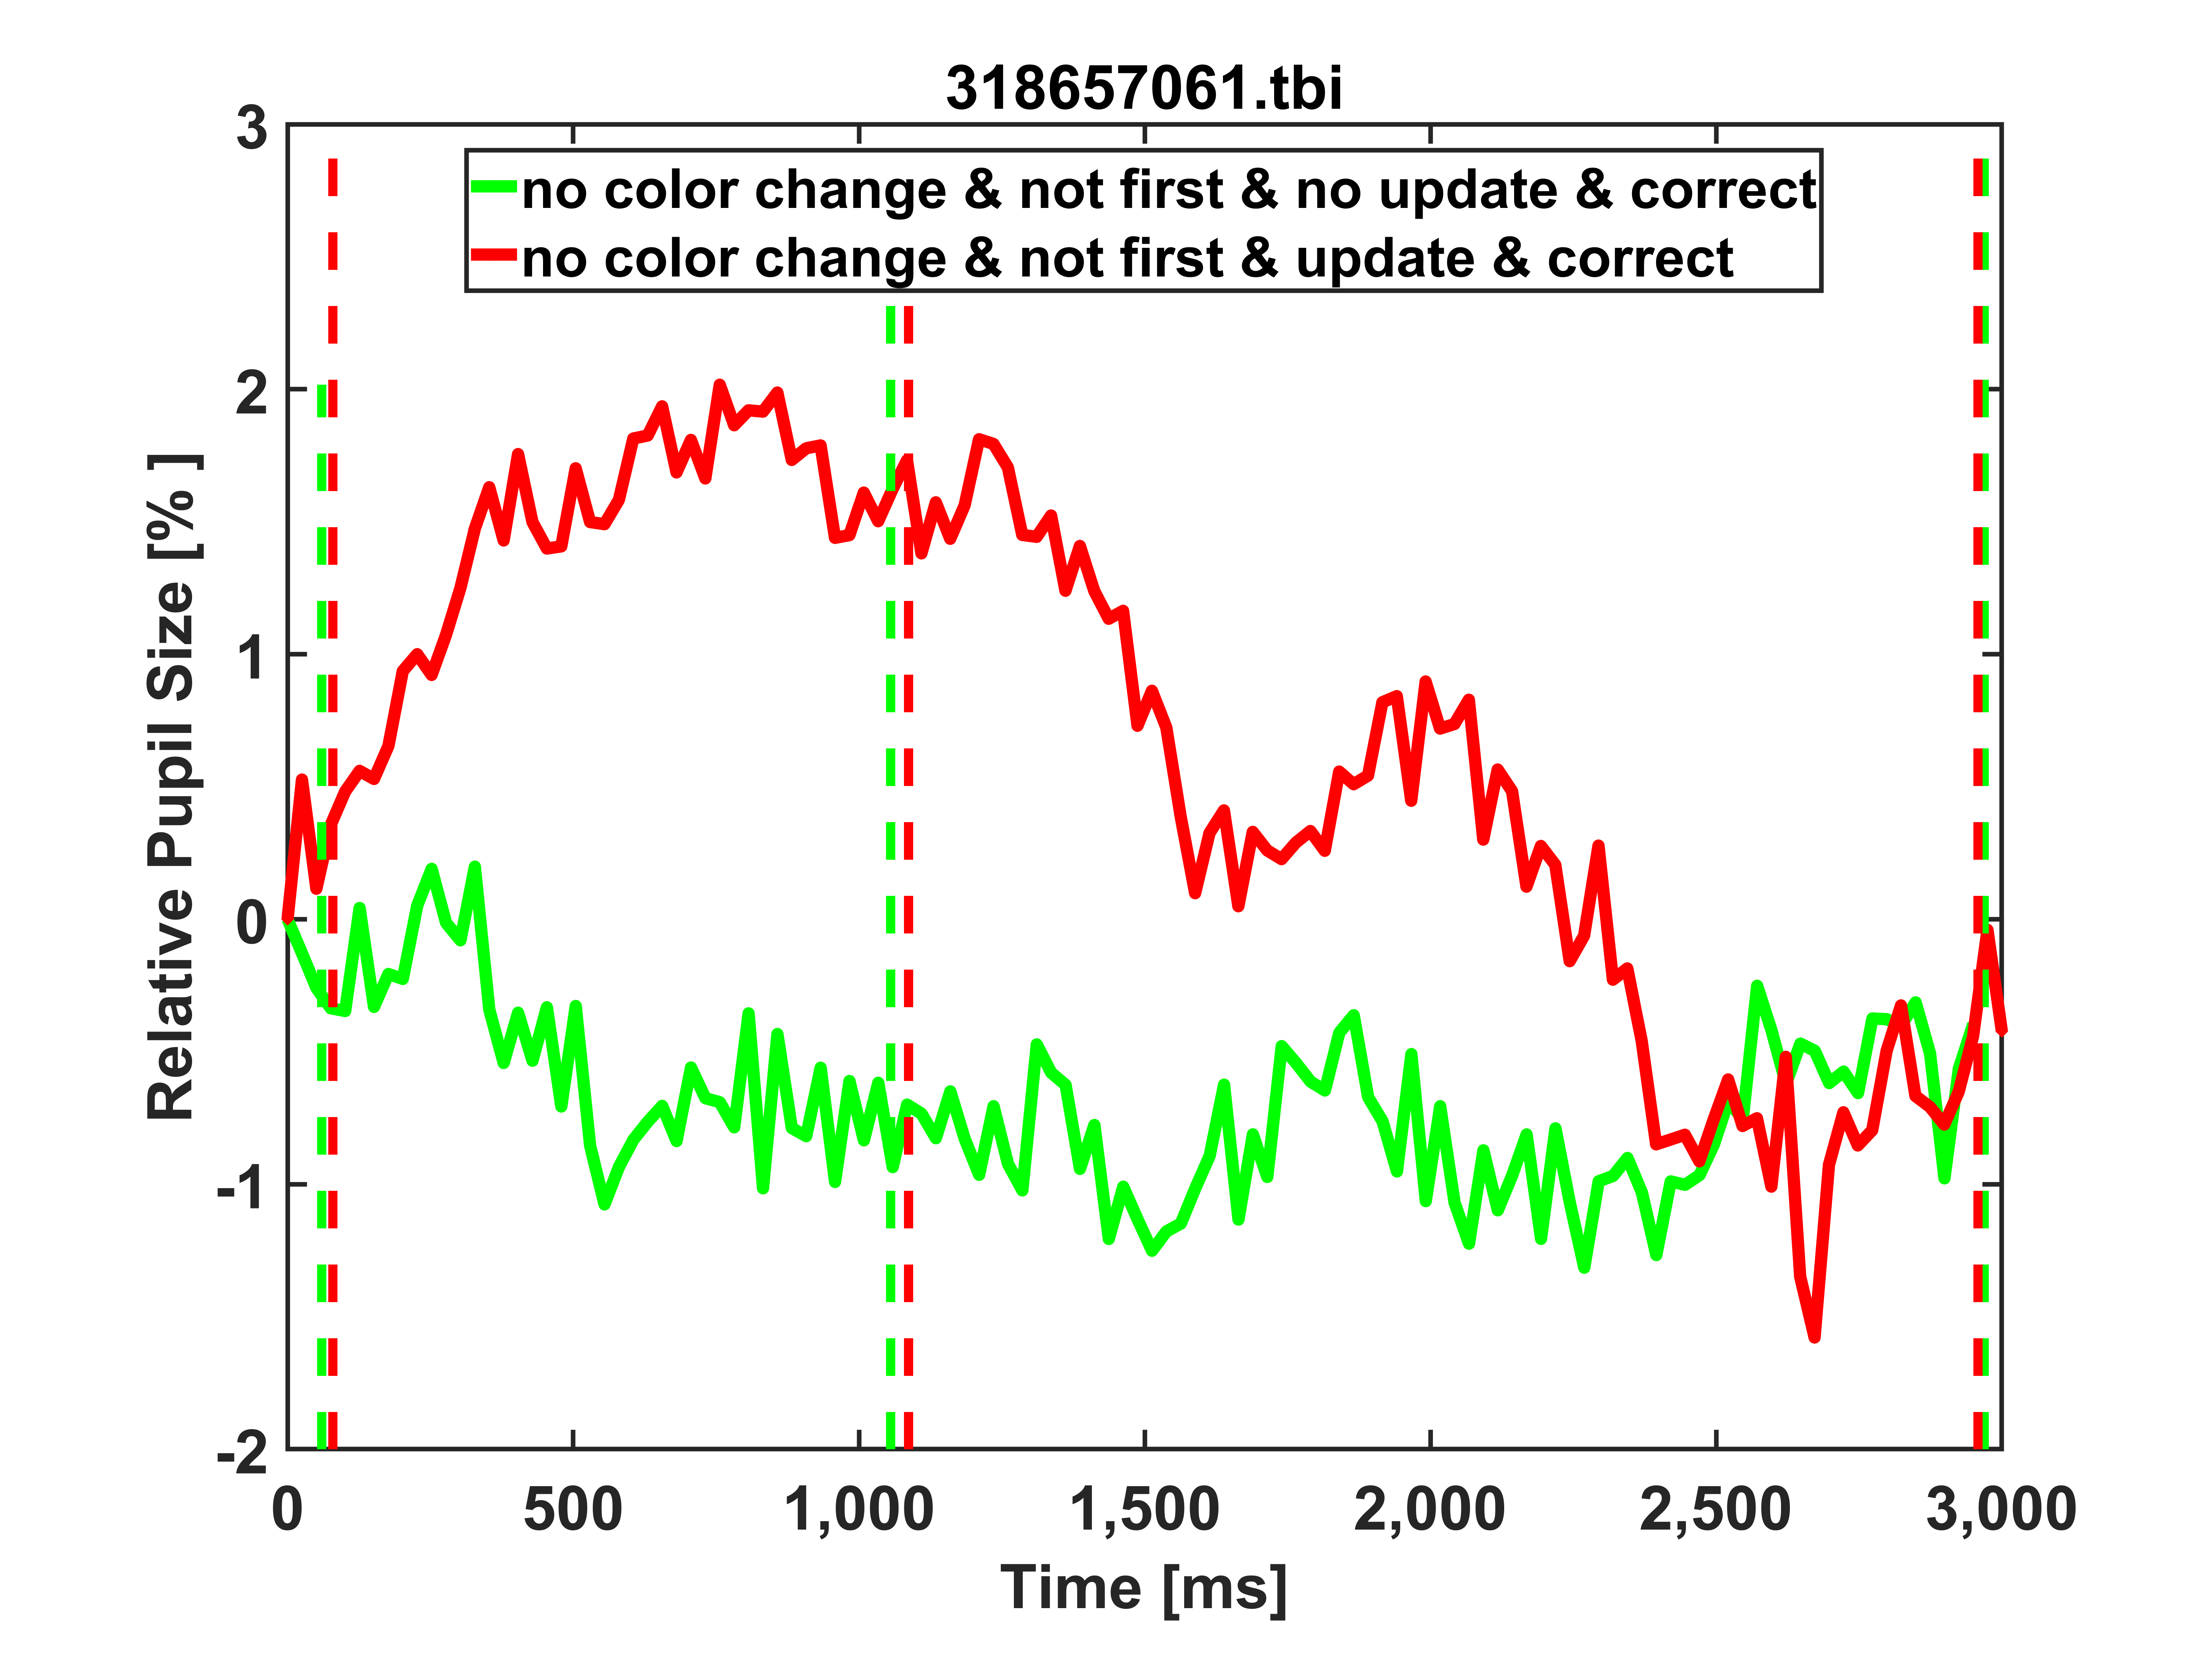 318657061.tbi
no color change & not first & no update & correct
no color change & not first & update & correct
Relative Pupil Size [% ]
3
2
1
0
-1
-2
0 500 1,000 1,500 2,000 2,500 3,000
Time [ms]